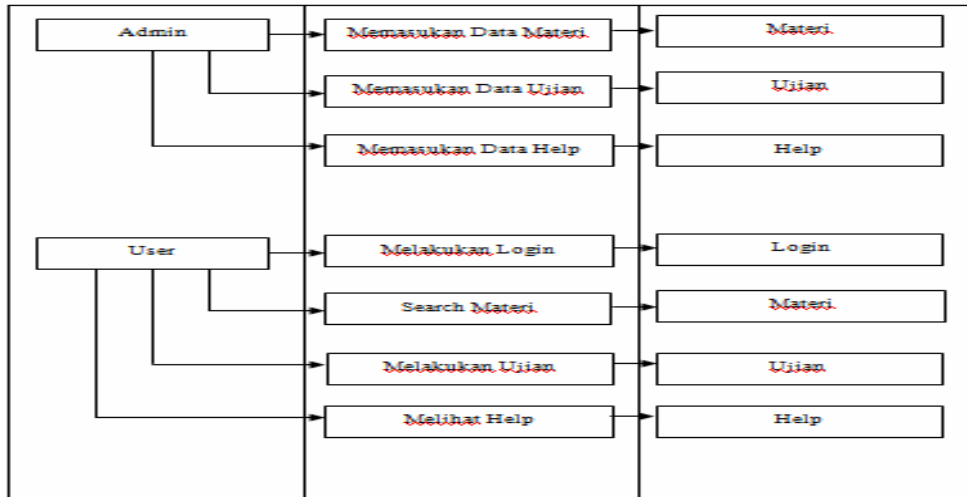 Admin
Memasukan Data Materi
Materi
Memasukan Data Ujian
Ujian
Memasukan Data Help
Help
User
Melakukan Login
Login
Search Materi
Materi
Melakukan Ujian
Ujian
Melihat Help
Help